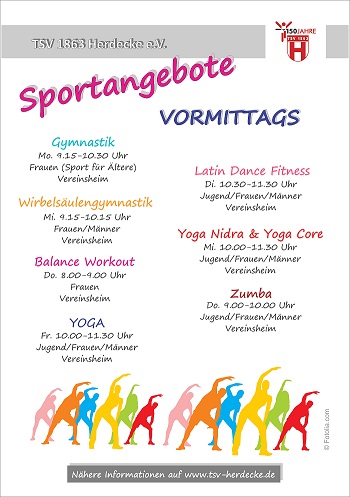 TSV 1863 Herdecke e.V.
150 JAHRE
TSV 1863
H
Sportangebote
VORMITTAGS
Gymnastik
Mo. 9.15-10.30 Uhr
Frauen (Sport für Ältere)
Vereinsheim
Wirbelsäulengymnastik
Mi. 9.15-10.15 Uhr
Frauen/Männer
Vereinsheim
Balance Workout
Do. 8.00-9.00 Uhr
Frauen
Vereinsheim
YOGA
Fr. 10.00-11.30 Uhr
Jugend/Frauen/Männer
Vereinsheim
Latin Dance Fitness
Di. 10.30-11.30 Uhr
Jugend/Frauen/Männer
Vereinsheim
Yoga Nidra & Yoga Core
Mi. 10.00-11.30 Uhr
Jugend/Frauen/Männer
Vereinsheim
Zumba
Do. 9.00-10.00 Uhr
Jugend/Frauen/Männer
Vereinsheim
© Fotolia.com
Nähere Informationen auf www.tsv-herdecke.de